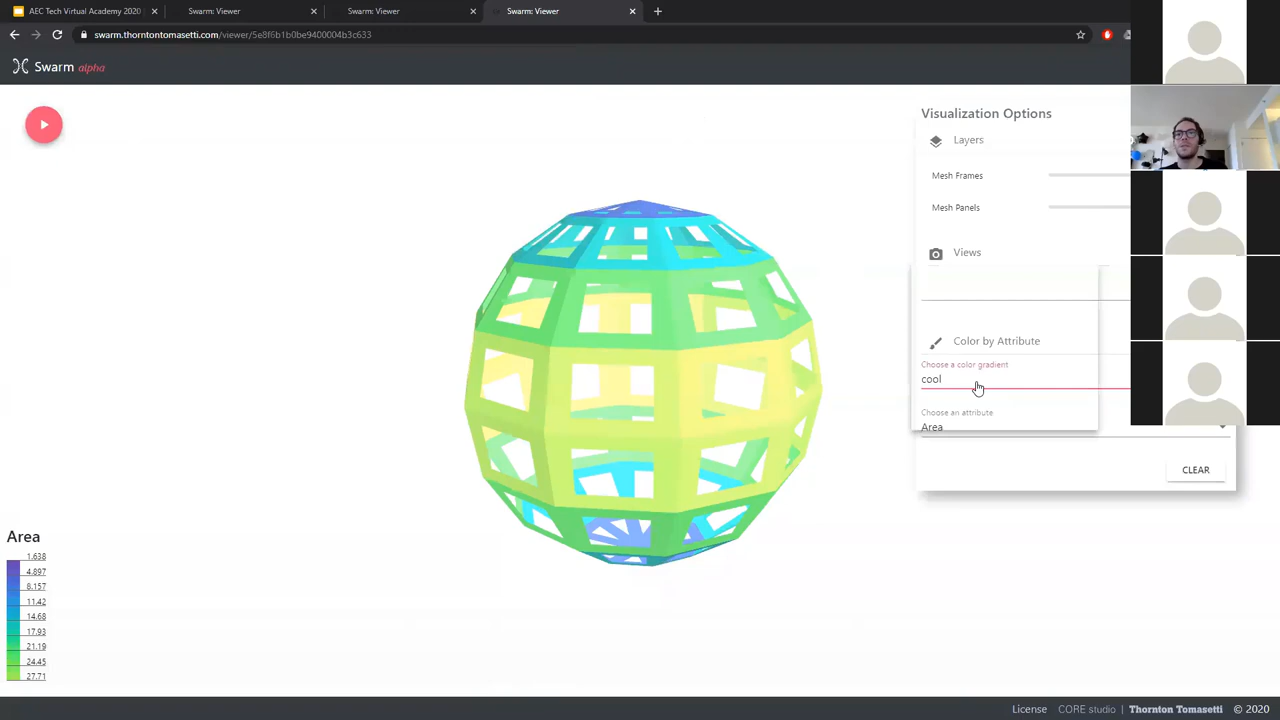 AEC Tech Virtual Academy 2020
Swarm: Viewer
Swarm: Viewer
Swarm: Viewer
swarm.thorntontomasetti.com/viewer/5e8f6b1b0be9400004b3c633
Swarm alpha
Visualization Options
Layers
Mesh Frames
Mesh Panels
Views
Color by Attribute
Choose a color gradient
cool
Choose an attribute
Area
CLEAR
Area
1.638
4.897
8.157
11.42
14.68
17.93
21.19
24.45
27.71
License CORE studio | Thornton Tomasetti © 2020